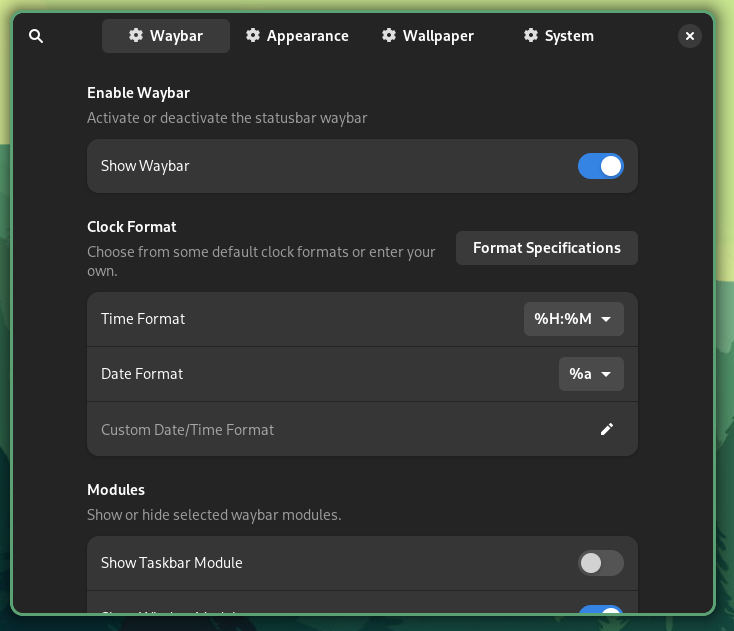 Waybar
Appearance
Wallpaper
System
Enable Waybar
Activate or deactivate the statusbar waybar
Show Waybar
Clock Format
Choose from some default clock formats or enter your
own.
Format Specifications
Time Format
%H:%M
Date Format
%a
Custom Date/Time Format
Modules
Show or hide selected waybar modules.
Show Taskbar Module